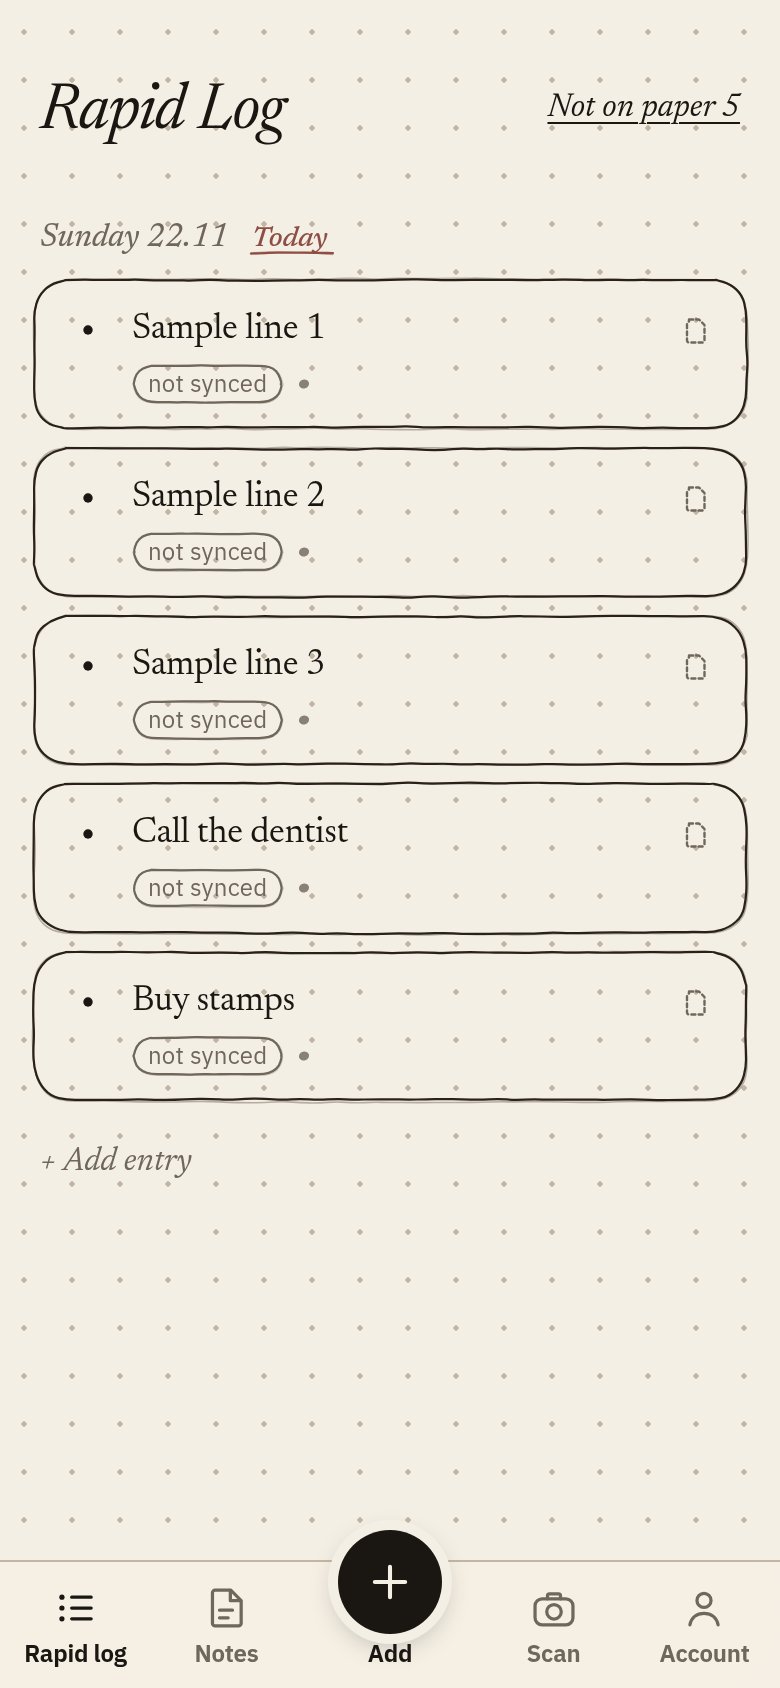 Rapid Log
Not on paper 5
Sunday 22.11 Today
• Sample line 1
not synced
• Sample line 2
not synced
• Sample line 3
not synced
• Call the dentist
not synced
• Buy stamps
not synced
+ Add entry
Rapid log
Notes
Add
Scan
Account